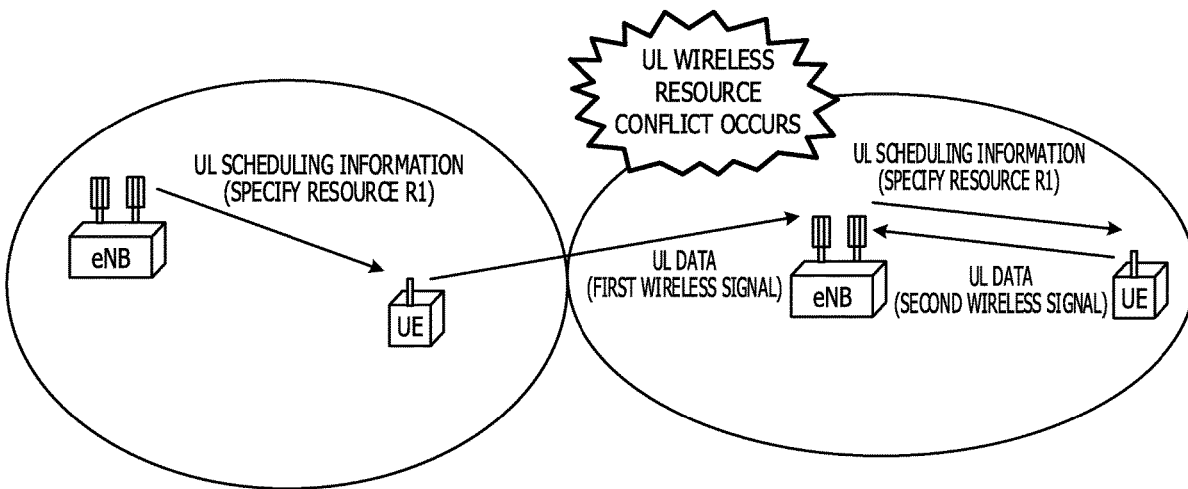 UL WIRELESS
RESOURCE
CONFLICT OCCURS
UL SCHEDULING INFORMATION
(SPECIFY RESOURCE R1)
eNB
UE
UL DATA
(FIRST WIRELESS SIGNAL)
UL SCHEDULING INFORMATION
(SPECIFY RESOURCE R1)
eNB
UL DATA
(SECOND WIRELESS SIGNAL)
UE